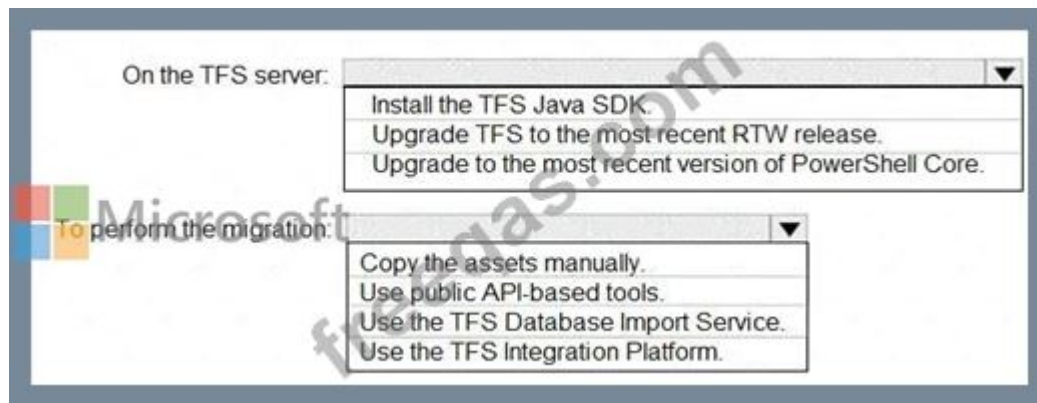 On the TFS server:
Install the TFS Java SDK.
Upgrade TFS to the most recent RTW release.
Upgrade to the most recent version of PowerShell Core.
Microsoft
To perform the migration:
Copy the assets manually.
Use public API-based tools.
Use the TFS Database Import Service.
Use the TFS Integration Platform.
freeqas.com